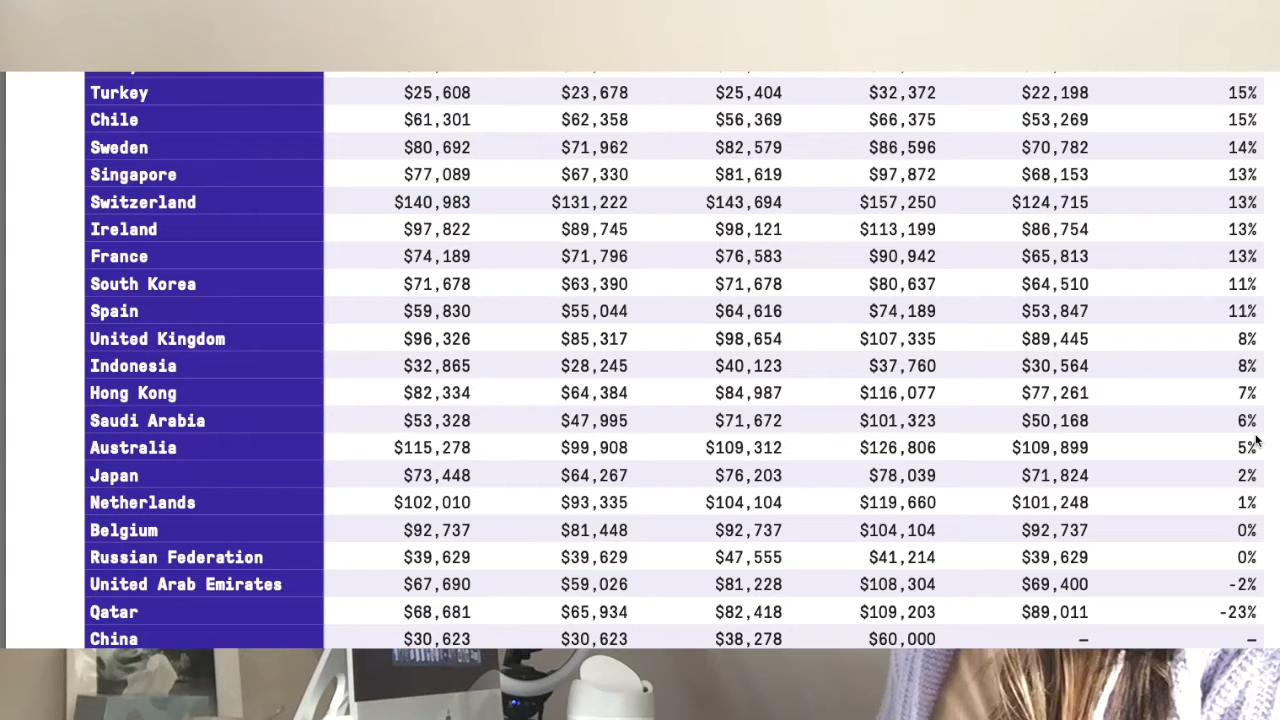 Turkey $25,608 $23,678 $25,404 $32,372 $22,198 15%
Chile $61,301 $62,358 $56,369 $66,375 $53,269 15%
Sweden $80,692 $71,962 $82,579 $86,596 $70,782 14%
Singapore $77,089 $67,330 $81,619 $97,872 $68,153 13%
Switzerland $140,983 $131,222 $143,694 $157,250 $124,715 13%
Ireland $97,822 $89,745 $98,121 $113,199 $86,754 13%
France $74,189 $71,796 $76,583 $90,942 $65,813 13%
South Korea $71,678 $63,390 $71,678 $80,637 $64,510 11%
Spain $59,830 $55,044 $64,616 $74,189 $53,847 11%
United Kingdom $96,326 $85,317 $98,654 $107,335 $89,445 8%
Indonesia $32,865 $28,245 $40,123 $37,760 $30,564 8%
Hong Kong $82,334 $64,384 $84,987 $116,077 $77,261 7%
Saudi Arabia $53,328 $47,995 $71,672 $101,323 $50,168 6%
Australia $115,278 $99,908 $109,312 $126,806 $109,899 5%
Japan $73,448 $64,267 $76,203 $78,039 $71,824 2%
Netherlands $102,010 $93,335 $104,104 $119,660 $101,248 1%
Belgium $92,737 $81,448 $92,737 $104,104 $92,737 0%
Russian Federation $39,629 $39,629 $47,555 $41,214 $39,629 0%
United Arab Emirates $67,690 $59,026 $81,228 $108,304 $69,400 -2%
Qatar $68,681 $65,934 $82,418 $109,203 $89,011 -23%
China $30,623 $30,623 $38,278 $60,000 – –